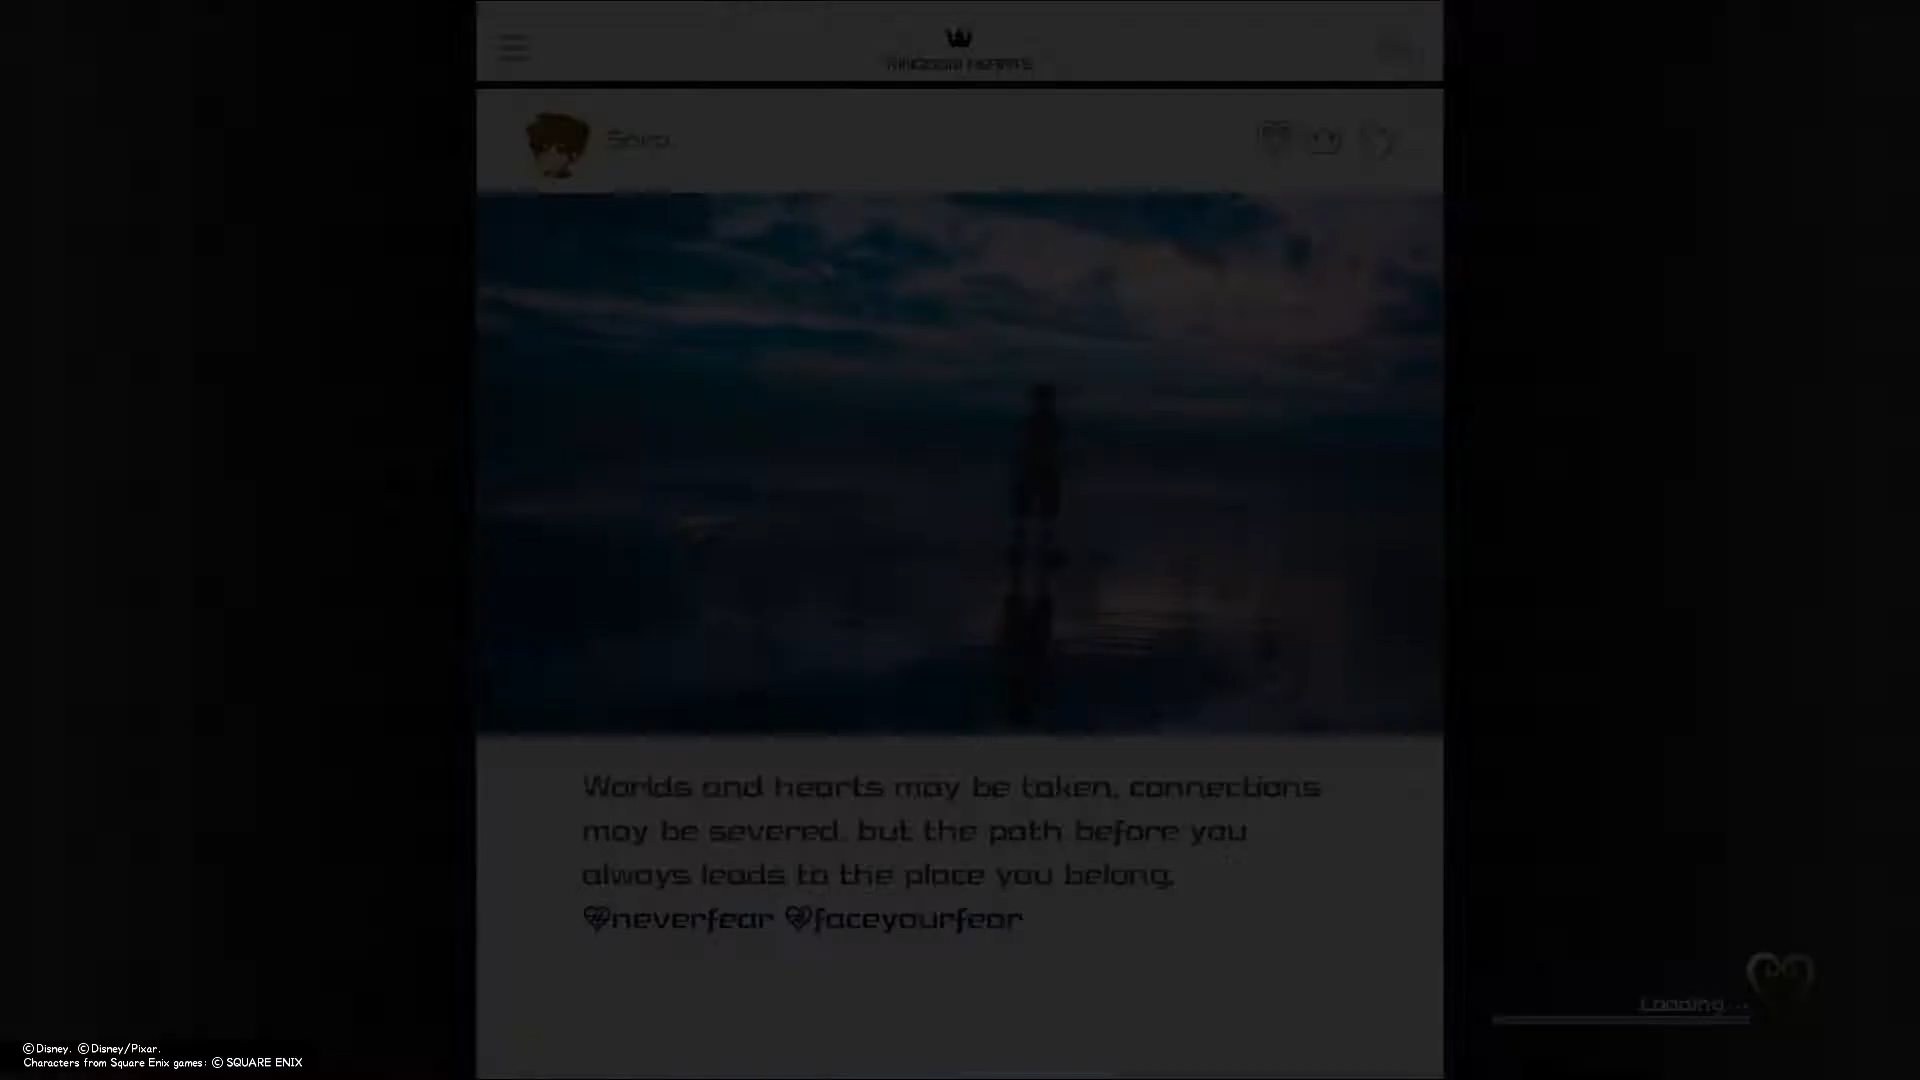 KINGDOM HEARTS
Sora
Worlds and hearts may be taken, connections
may be severed, but the path before you
always leads to the place you belong.
neverfear faceyourfear
Loading...
©Disney. ©Disney/Pixar.
Characters from Square Enix games: © SQUARE ENIX